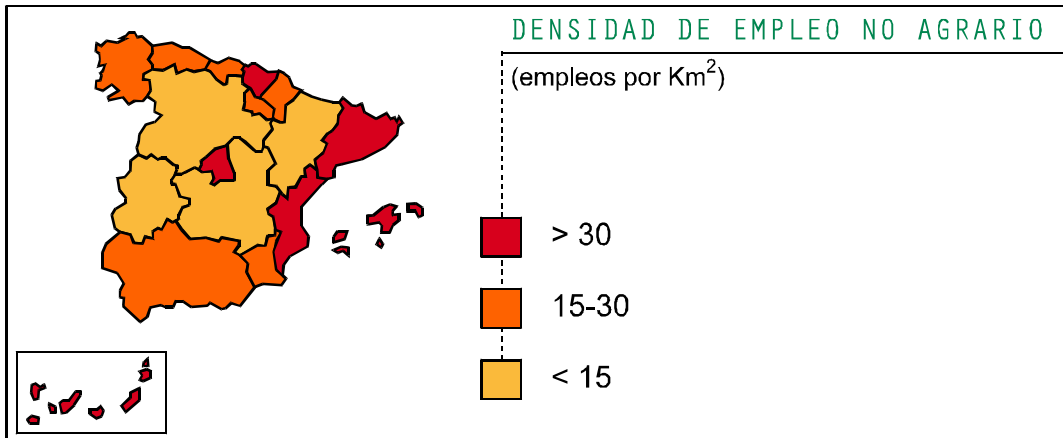 DENSIDAD DE EMPLEO NO AGRARIO
(empleos por Km²)
> 30
15-30
< 15